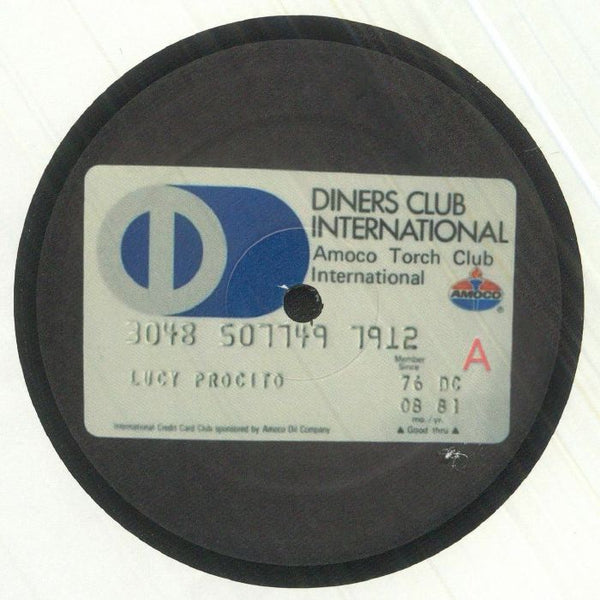 DINERS CLUB
INTERNATIONAL
Amoco Torch Club
International
AMOCO
®
3048 507749 7912
A
Member
Since
LUCY PROCITO
76 DC
08 81
mo. / yr.
International Credit Card Club sponsored by Amoco Oil Company
▲ Good thru ▲